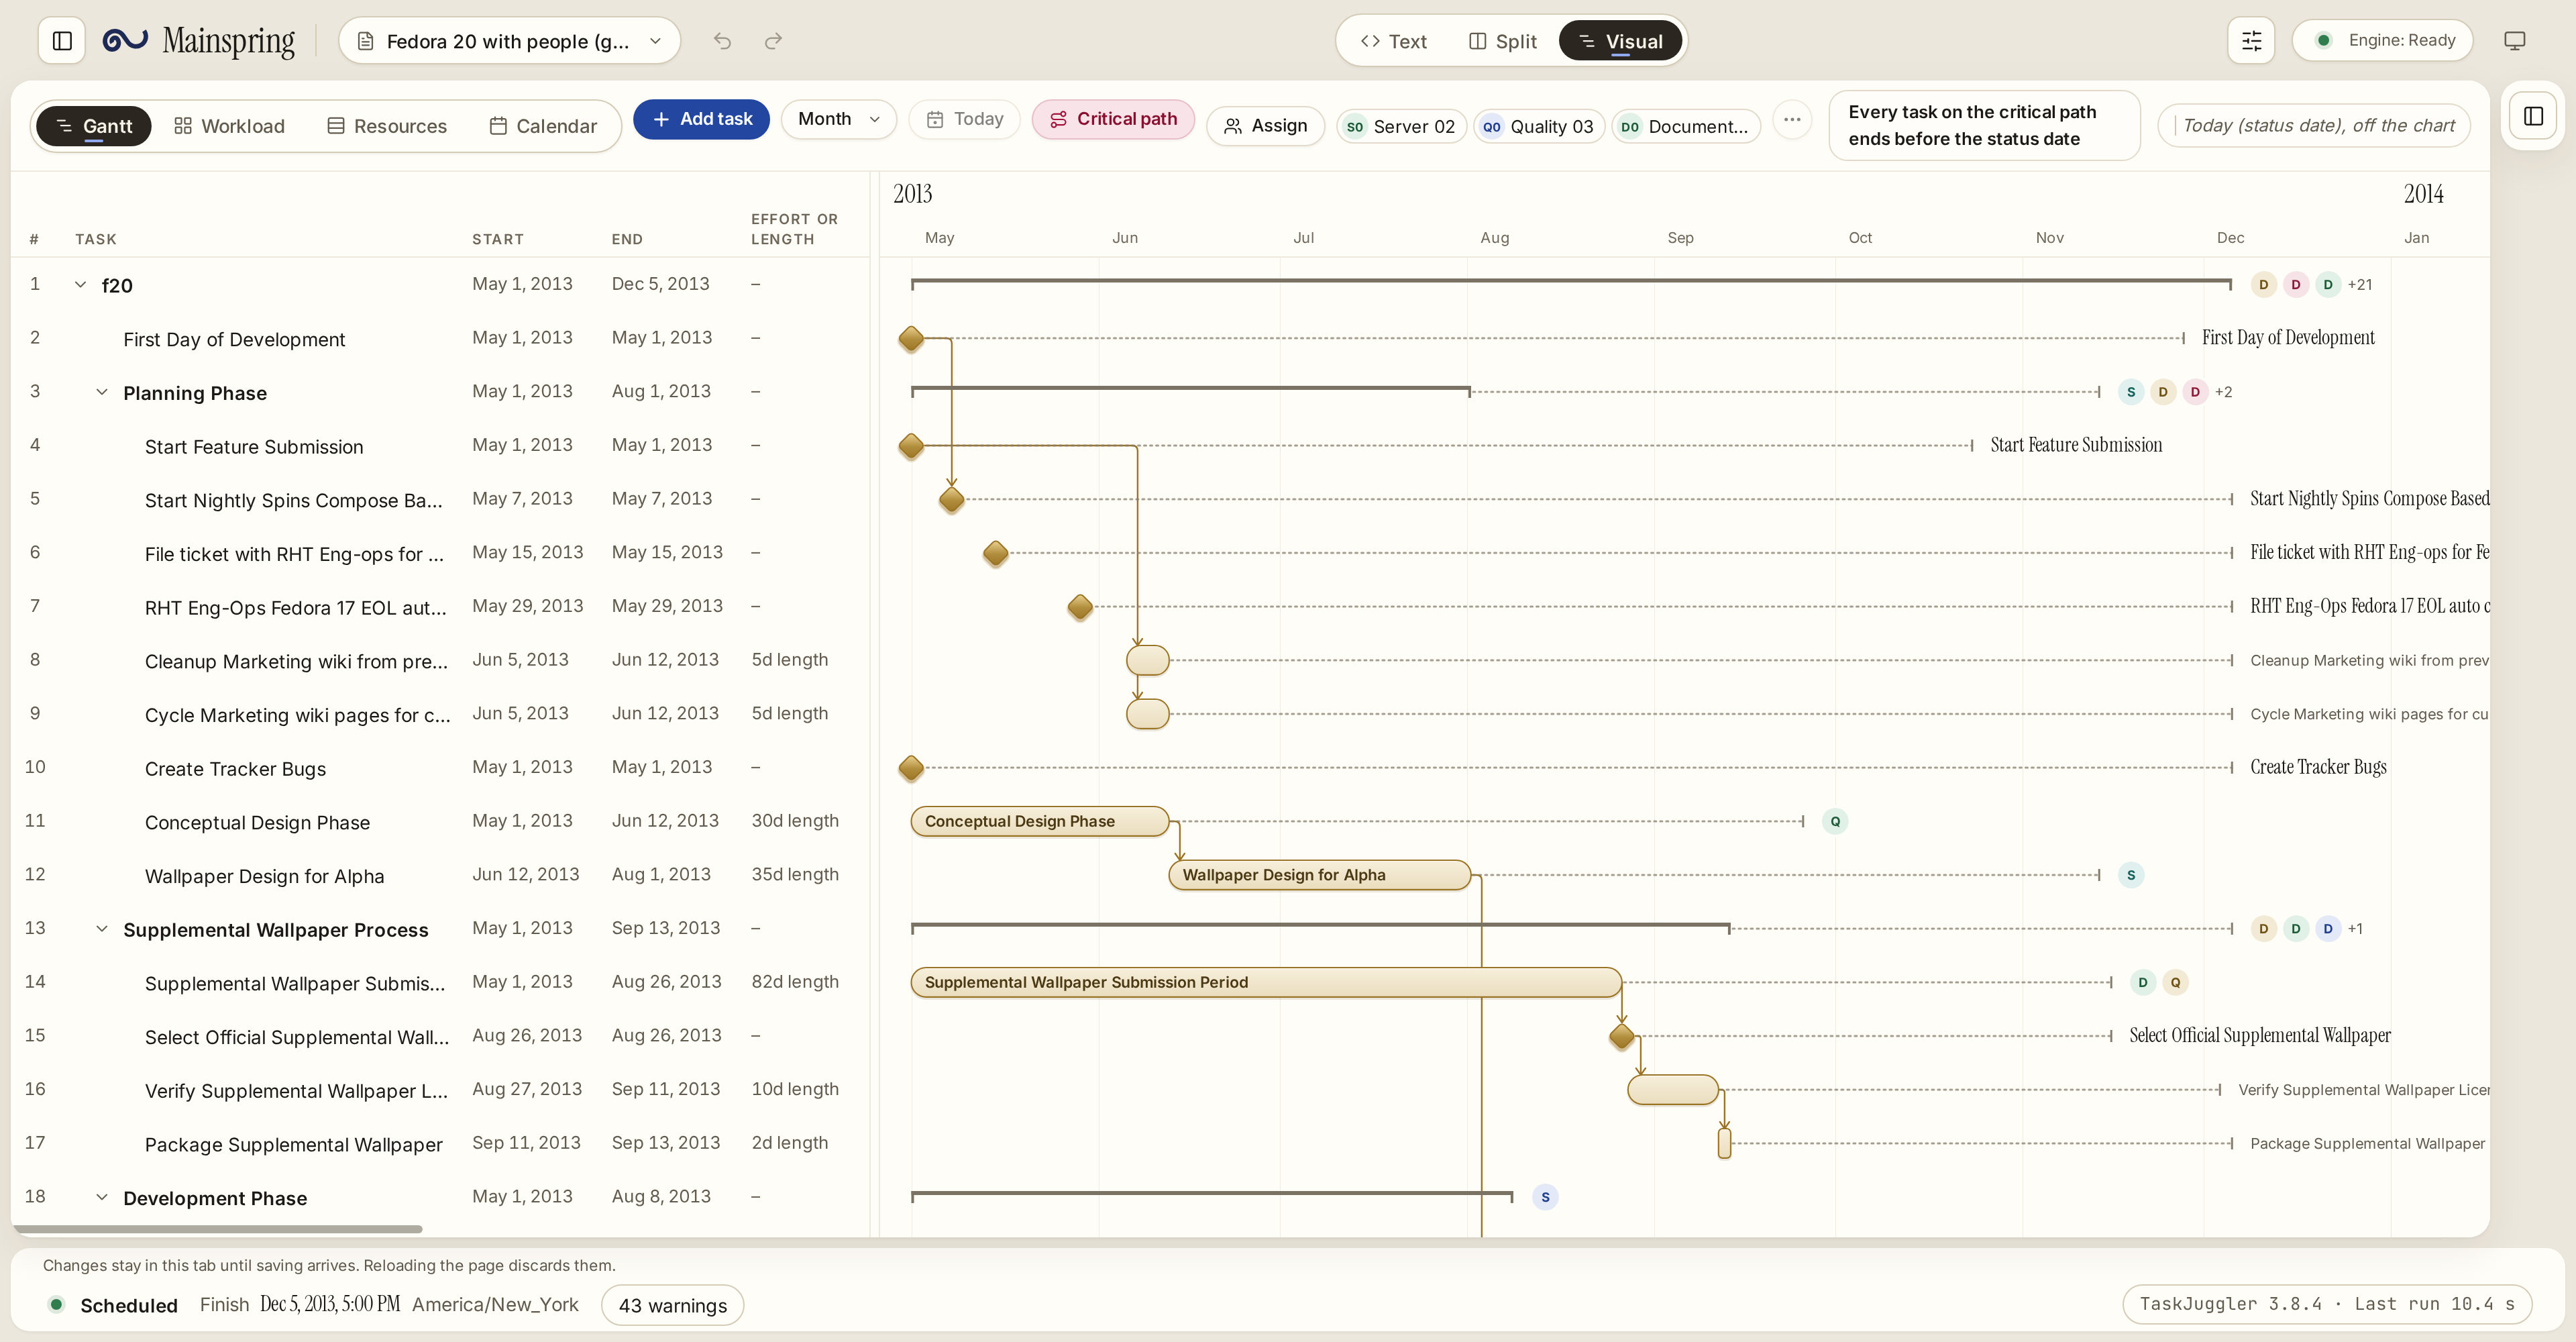 Mainspring
Fedora 20 with people (g...
Text
Split
Visual
Engine: Ready
Gantt
Workload
Resources
Calendar
Add task
Month
Today
Critical path
Assign
S0 Server 02
Q0 Quality 03
D0 Document...
Every task on the critical path
ends before the status date
Today (status date), off the chart
2013
2014
# TASK START END EFFORT OR
LENGTH
May Jun Jul Aug Sep Oct Nov Dec Jan
1 f20 May 1, 2013 Dec 5, 2013 – D D D +21
2 First Day of Development May 1, 2013 May 1, 2013 – First Day of Development
3 Planning Phase May 1, 2013 Aug 1, 2013 – S D D +2
4 Start Feature Submission May 1, 2013 May 1, 2013 – Start Feature Submission
5 Start Nightly Spins Compose Ba... May 7, 2013 May 7, 2013 – Start Nightly Spins Compose Based
6 File ticket with RHT Eng-ops for ... May 15, 2013 May 15, 2013 – File ticket with RHT Eng-ops for Fe
7 RHT Eng-Ops Fedora 17 EOL aut... May 29, 2013 May 29, 2013 – RHT Eng-Ops Fedora 17 EOL auto c
8 Cleanup Marketing wiki from pre... Jun 5, 2013 Jun 12, 2013 5d length Cleanup Marketing wiki from prev
9 Cycle Marketing wiki pages for c... Jun 5, 2013 Jun 12, 2013 5d length Cycle Marketing wiki pages for cu
10 Create Tracker Bugs May 1, 2013 May 1, 2013 – Create Tracker Bugs
11 Conceptual Design Phase May 1, 2013 Jun 12, 2013 30d length Conceptual Design Phase Q
12 Wallpaper Design for Alpha Jun 12, 2013 Aug 1, 2013 35d length Wallpaper Design for Alpha S
13 Supplemental Wallpaper Process May 1, 2013 Sep 13, 2013 – D D D +1
14 Supplemental Wallpaper Submis... May 1, 2013 Aug 26, 2013 82d length Supplemental Wallpaper Submission Period D Q
15 Select Official Supplemental Wall... Aug 26, 2013 Aug 26, 2013 – Select Official Supplemental Wallpaper
16 Verify Supplemental Wallpaper L... Aug 27, 2013 Sep 11, 2013 10d length Verify Supplemental Wallpaper Licen
17 Package Supplemental Wallpaper Sep 11, 2013 Sep 13, 2013 2d length Package Supplemental Wallpaper
18 Development Phase May 1, 2013 Aug 8, 2013 – S
Changes stay in this tab until saving arrives. Reloading the page discards them.
Scheduled Finish Dec 5, 2013, 5:00 PM America/New_York 43 warnings
TaskJuggler 3.8.4 · Last run 10.4 s